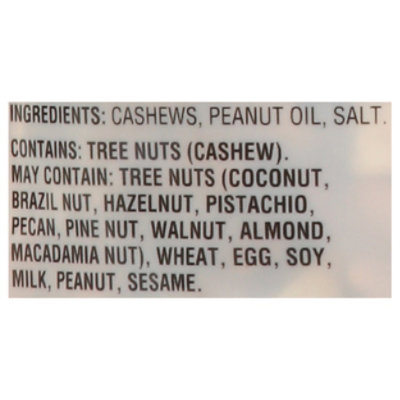 INGREDIENTS: CASHEWS, PEANUT OIL, SALT.
CONTAINS: TREE NUTS (CASHEW).
MAY CONTAIN: TREE NUTS (COCONUT,
BRAZIL NUT, HAZELNUT, PISTACHIO,
PECAN, PINE NUT, WALNUT, ALMOND,
MACADAMIA NUT), WHEAT, EGG, SOY,
MILK, PEANUT, SESAME.